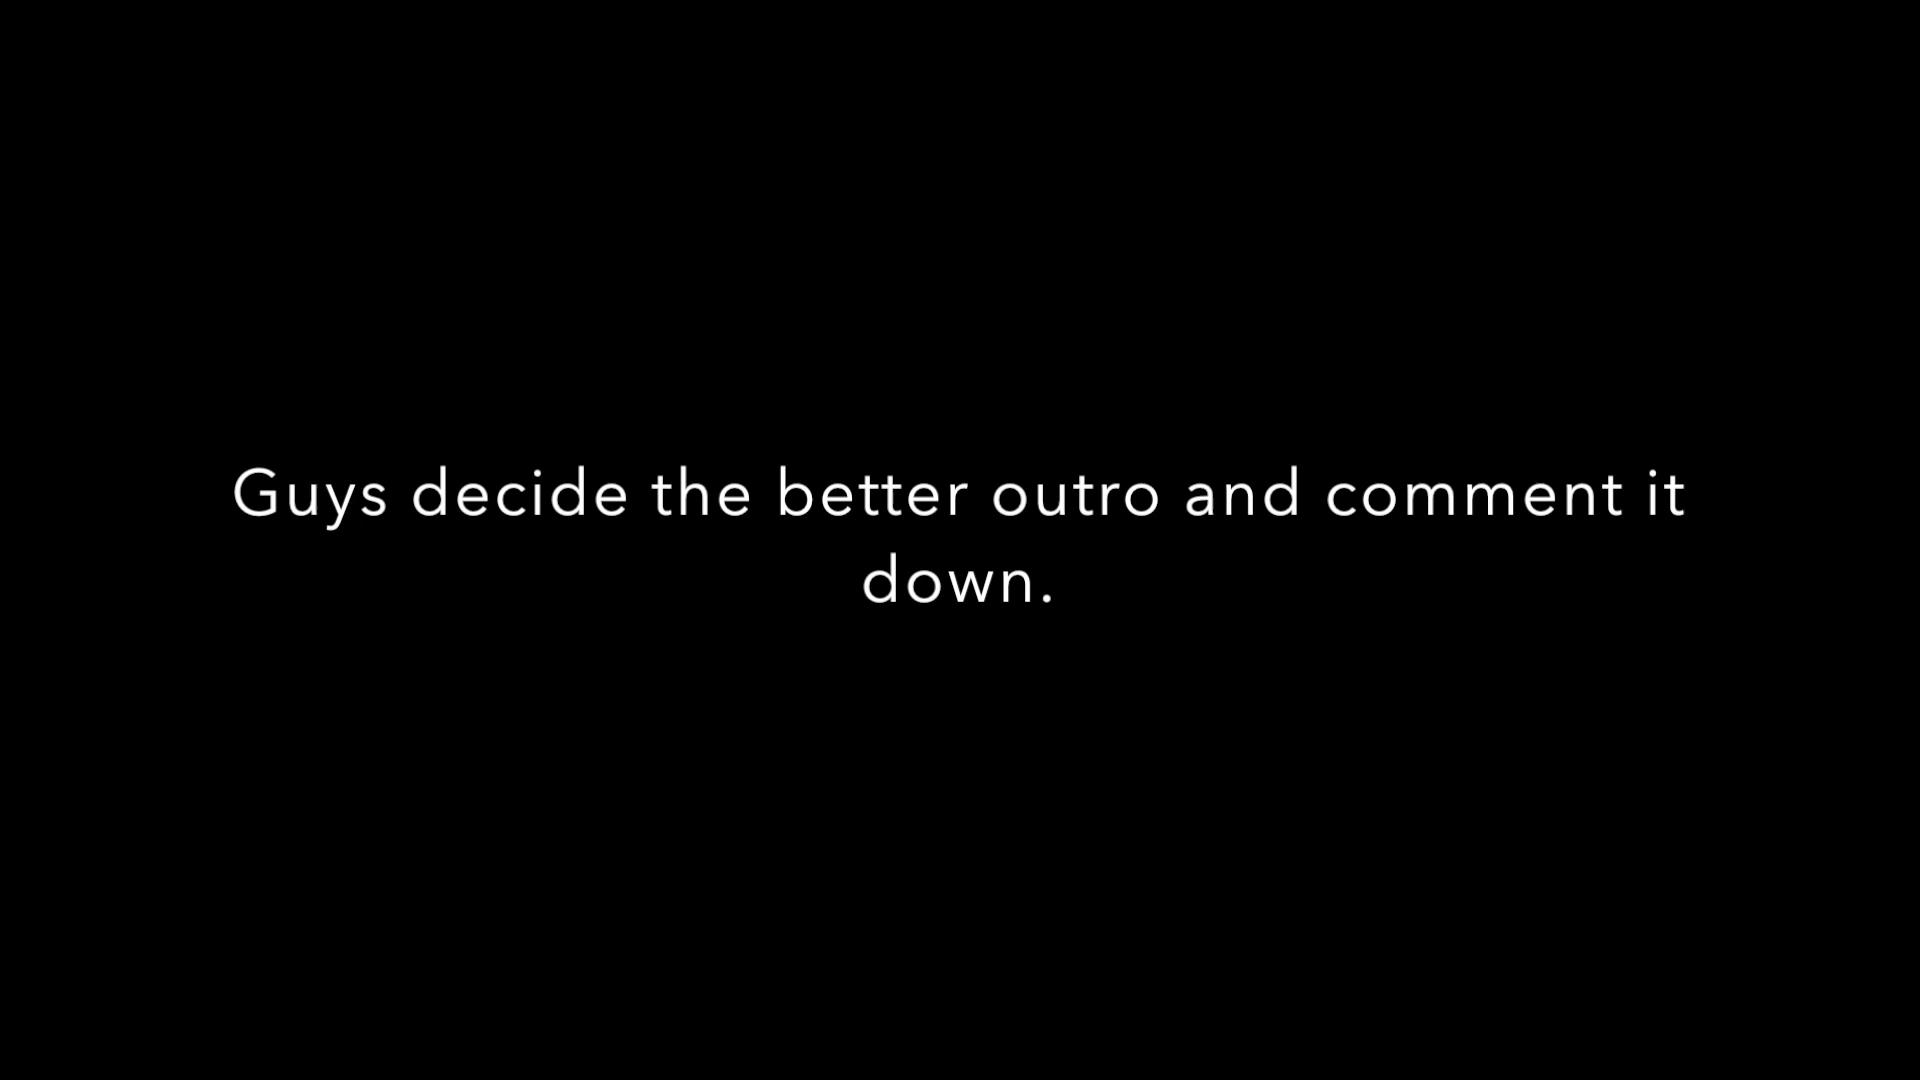 Guys decide the better outro and comment it
down.